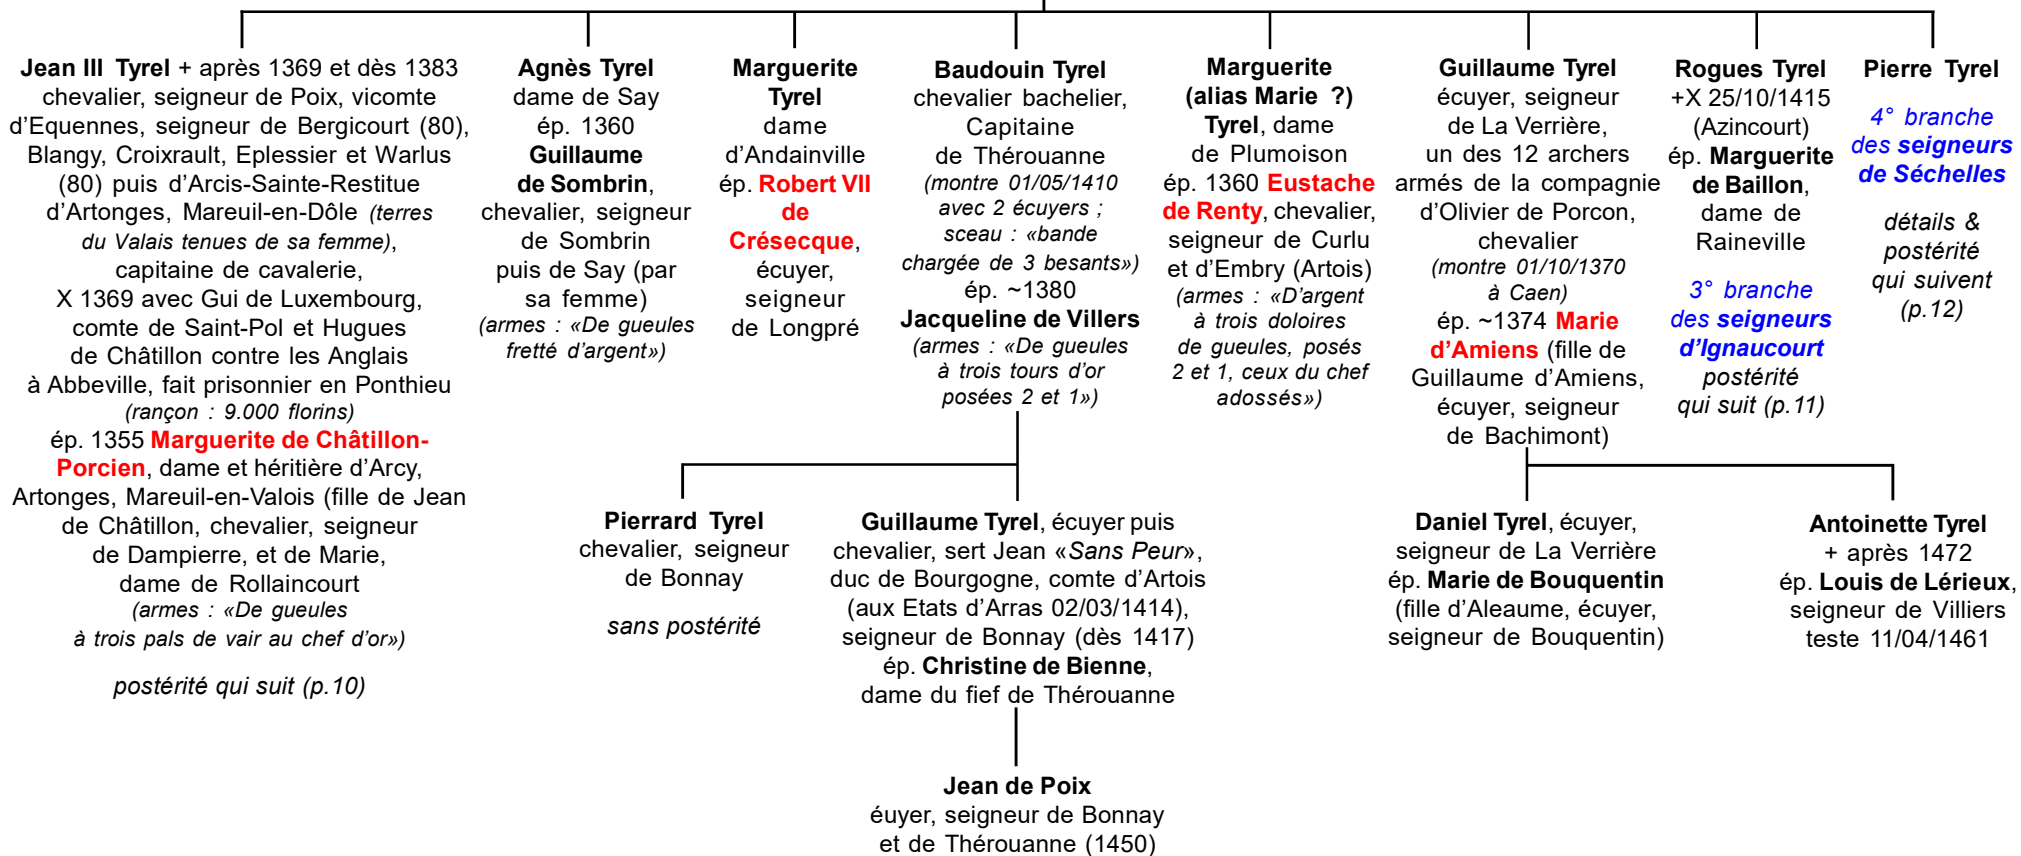 Jean III Tyrel + après 1369 et dès 1383
chevalier, seigneur de Poix, vicomte
d'Equennes, seigneur de Bergicourt (80),
Blangy, Croixrault, Eplessier et Warlus
(80) puis d'Arcis-Sainte-Restitue
d'Artonges, Mareuil-en-Dôle (terres
du Valais tenues de sa femme),
capitaine de cavalerie,
X 1369 avec Gui de Luxembourg,
comte de Saint-Pol et Hugues
de Châtillon contre les Anglais
à Abbeville, fait prisonnier en Ponthieu
(rançon : 9.000 florins)
ép. 1355 Marguerite de Châtillon-
Porcien, dame et héritière d'Arcy,
Artonges, Mareuil-en-Valois (fille de Jean
de Châtillon, chevalier, seigneur
de Dampierre, et de Marie,
dame de Rollaincourt
(armes : «De gueules
à trois pals de vair au chef d'or»)
postérité qui suit (p.10)
Agnès Tyrel
dame de Say
ép. 1360
Guillaume
de Sombrin,
chevalier, seigneur
de Sombrin
puis de Say (par
sa femme)
(armes : «De gueules
fretté d'argent»)
Marguerite
Tyrel
dame
d'Andainville
ép. Robert VII
de
Crésecque,
écuyer,
seigneur
de Longpré
Baudouin Tyrel
chevalier bachelier,
Capitaine
de Thérouanne
(montre 01/05/1410
avec 2 écuyers ;
sceau : «bande
chargée de 3 besants»)
ép. ~1380
Jacqueline de Villers
(armes : «De gueules
à trois tours d'or
posées 2 et 1»)
Marguerite
(alias Marie ?)
Tyrel, dame
de Plumoison
ép. 1360 Eustache
de Renty, chevalier,
seigneur de Curlu
et d'Embry (Artois)
(armes : «D'argent
à trois doloires
de gueules, posés
2 et 1, ceux du chef
adossés»)
Guillaume Tyrel
écuyer, seigneur
de La Verrière,
un des 12 archers
armés de la compagnie
d'Olivier de Porcon,
chevalier
(montre 01/10/1370
à Caen)
ép. ~1374 Marie
d'Amiens (fille de
Guillaume d'Amiens,
écuyer, seigneur
de Bachimont)
Rogues Tyrel
+X 25/10/1415
(Azincourt)
ép. Marguerite
de Baillon,
dame de
Raineville
3° branche
des seigneurs
d'Ignaucourt
postérité
qui suit (p.11)
Pierre Tyrel
4° branche
des seigneurs
de Séchelles
détails &
postérité
qui suivent
(p.12)
Pierrard Tyrel
chevalier, seigneur
de Bonnay
sans postérité
Guillaume Tyrel, écuyer puis
chevalier, sert Jean «Sans Peur»,
duc de Bourgogne, comte d'Artois
(aux Etats d'Arras 02/03/1414),
seigneur de Bonnay (dès 1417)
ép. Christine de Bienne,
dame du fief de Thérouanne
Daniel Tyrel, écuyer,
seigneur de La Verrière
ép. Marie de Bouquentin
(fille d'Aleaume, écuyer,
seigneur de Bouquentin)
Antoinette Tyrel
+ après 1472
ép. Louis de Lérieux,
seigneur de Villiers
teste 11/04/1461
Jean de Poix
éuyer, seigneur de Bonnay
et de Thérouanne (1450)